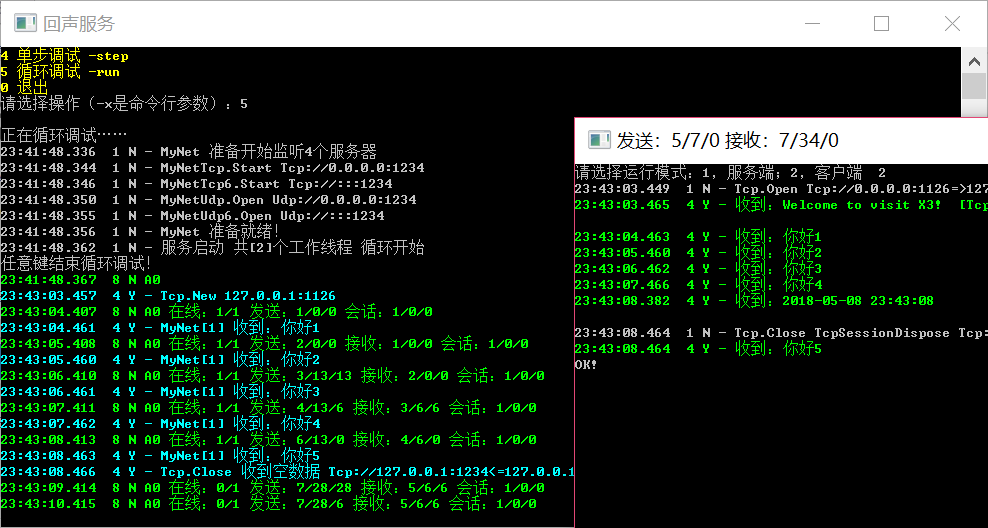 回声服务
4 单步调试 -step
5 循环调试 -run
0 退出
请选择操作（-x是命令行参数）：5
正在循环调试……
23:41:48.336  1 N - MyNet 准备开始监听4个服务器
23:41:48.344  1 N - MyNetTcp.Start Tcp://0.0.0.0:1234
23:41:48.346  1 N - MyNetTcp6.Start Tcp://:::1234
23:41:48.350  1 N - MyNetUdp.Open Udp://0.0.0.0:1234
23:41:48.355  1 N - MyNetUdp6.Open Udp://:::1234
23:41:48.356  1 N - MyNet 准备就绪！
23:41:48.362  1 N - 服务启动 共[2]个工作线程 循环开始
任意键结束循环调试！
23:41:48.367  8 N A0
23:43:03.457  4 Y - Tcp.New 127.0.0.1:1126
23:43:04.407  8 N A0 在线：1/1 发送：1/0/0 会话：1/0/0
23:43:04.461  4 Y - MyNet[1] 收到：你好1
23:43:05.408  8 N A0 在线：1/1 发送：2/0/0 接收：1/0/0 会话：1/0/0
23:43:05.460  4 Y - MyNet[1] 收到：你好2
23:43:06.410  8 N A0 在线：1/1 发送：3/13/13 接收：2/0/0 会话：1/0/0
23:43:06.461  4 Y - MyNet[1] 收到：你好3
23:43:07.411  8 N A0 在线：1/1 发送：4/13/6 接收：3/6/6 会话：1/0/0
23:43:07.462  4 Y - MyNet[1] 收到：你好4
23:43:08.413  8 N A0 在线：1/1 发送：6/13/0 接收：4/6/0 会话：1/0/0
23:43:08.463  4 Y - MyNet[1] 收到：你好5
23:43:08.466  4 Y - Tcp.Close 收到空数据 Tcp://127.0.0.1:1234<=127.0.0.1
23:43:09.414  8 N A0 在线：0/1 发送：7/28/28 接收：5/6/6 会话：1/0/0
23:43:10.415  8 N A0 在线：0/1 发送：7/28/6 接收：5/6/6 会话：1/0/0
发送：5/7/0 接收：7/34/0
请选择运行模式：1，服务端；2，客户端  2
23:43:03.449  1 N - Tcp.Open Tcp://0.0.0.0:1126=>127
23:43:03.465  4 Y - 收到：Welcome to visit X3!  [Tcp
23:43:04.463  4 Y - 收到：你好1
23:43:05.460  4 Y - 收到：你好2
23:43:06.462  4 Y - 收到：你好3
23:43:07.466  4 Y - 收到：你好4
23:43:08.382  4 Y - 收到：2018-05-08 23:43:08
23:43:08.464  1 N - Tcp.Close TcpSessionDispose Tcp:
23:43:08.464  4 Y - 收到：你好5
OK!